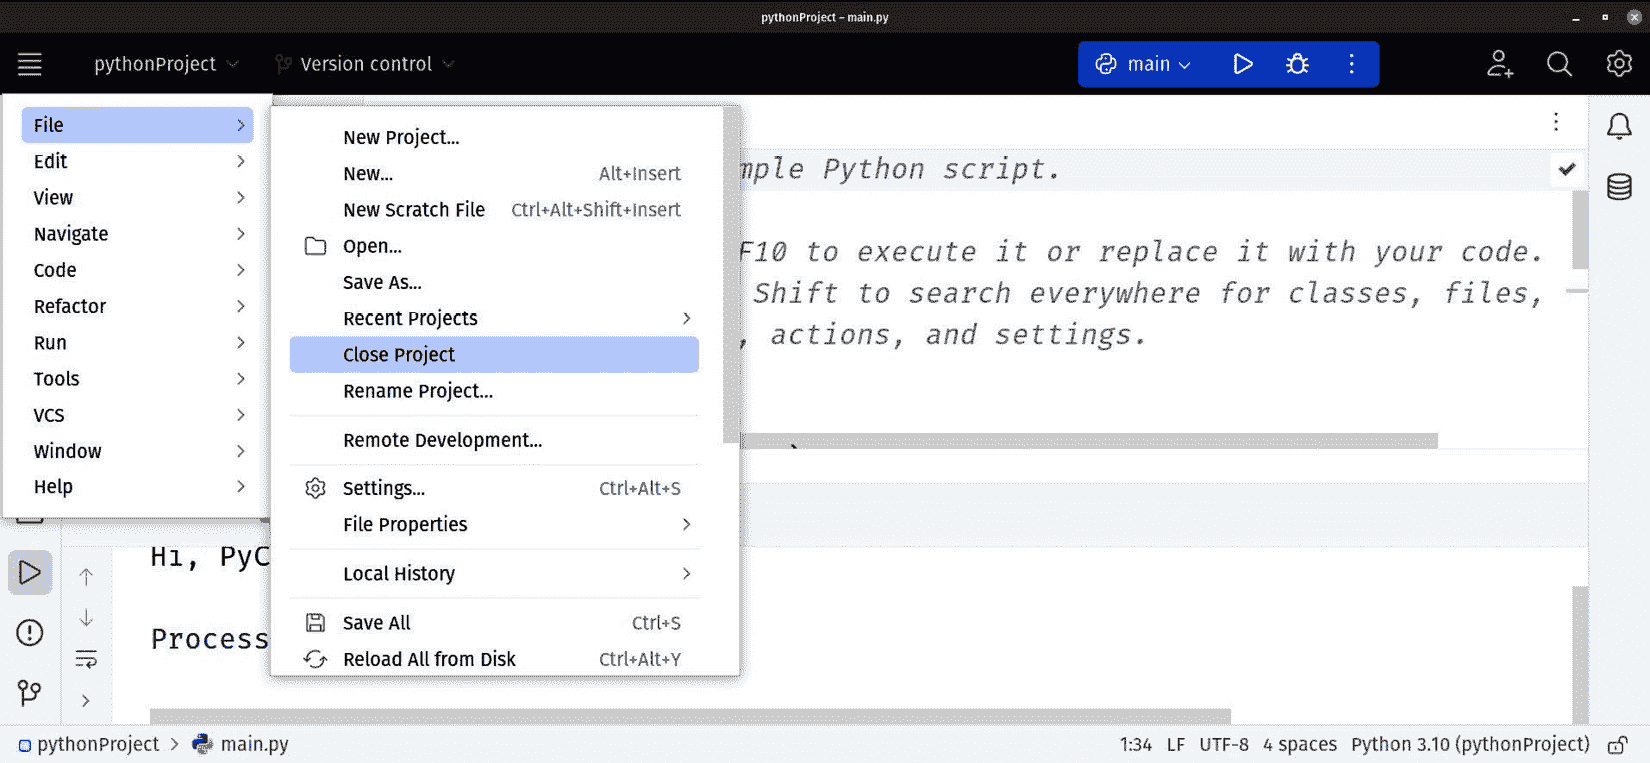 pythonProject – main.py
pythonProject
Version control
main
File
Edit
View
Navigate
Code
Refactor
Run
Tools
VCS
Window
Help
New Project...
New... Alt+Insert
New Scratch File Ctrl+Alt+Shift+Insert
Open...
Save As...
Recent Projects
Close Project
Rename Project...
Remote Development...
Settings... Ctrl+Alt+S
File Properties
Local History
Save All Ctrl+S
Reload All from Disk Ctrl+Alt+Y
mple Python script.
F10 to execute it or replace it with your code.
Shift to search everywhere for classes, files,
, actions, and settings.
Hi, PyC
Process
pythonProject > main.py
1:34 LF UTF-8 4 spaces Python 3.10 (pythonProject)